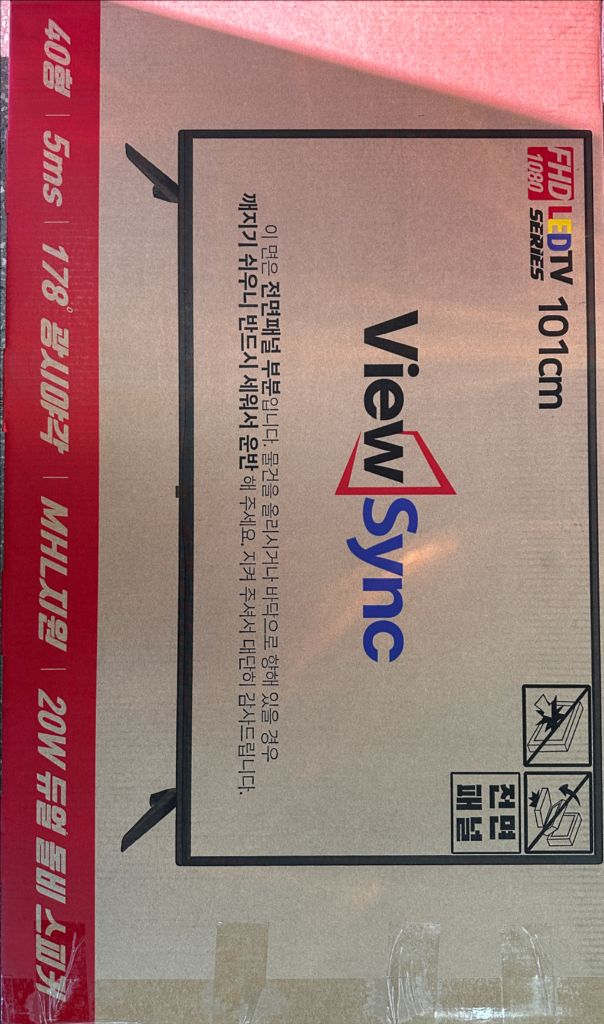 FHD LEDTV
1080 SERIES
101cm
View Sync
이 면은 전면패널 부분입니다. 물건을 올리시거나 바닥으로 향해 있을 경우
깨지기 쉬우니 반드시 세워서 운반 해 주세요. 지켜 주셔서 대단히 감사드립니다.
전면
패널
40형 | 5ms | 178° 광시야각 | MHL지원 | 20W 듀얼 톨베 스피커